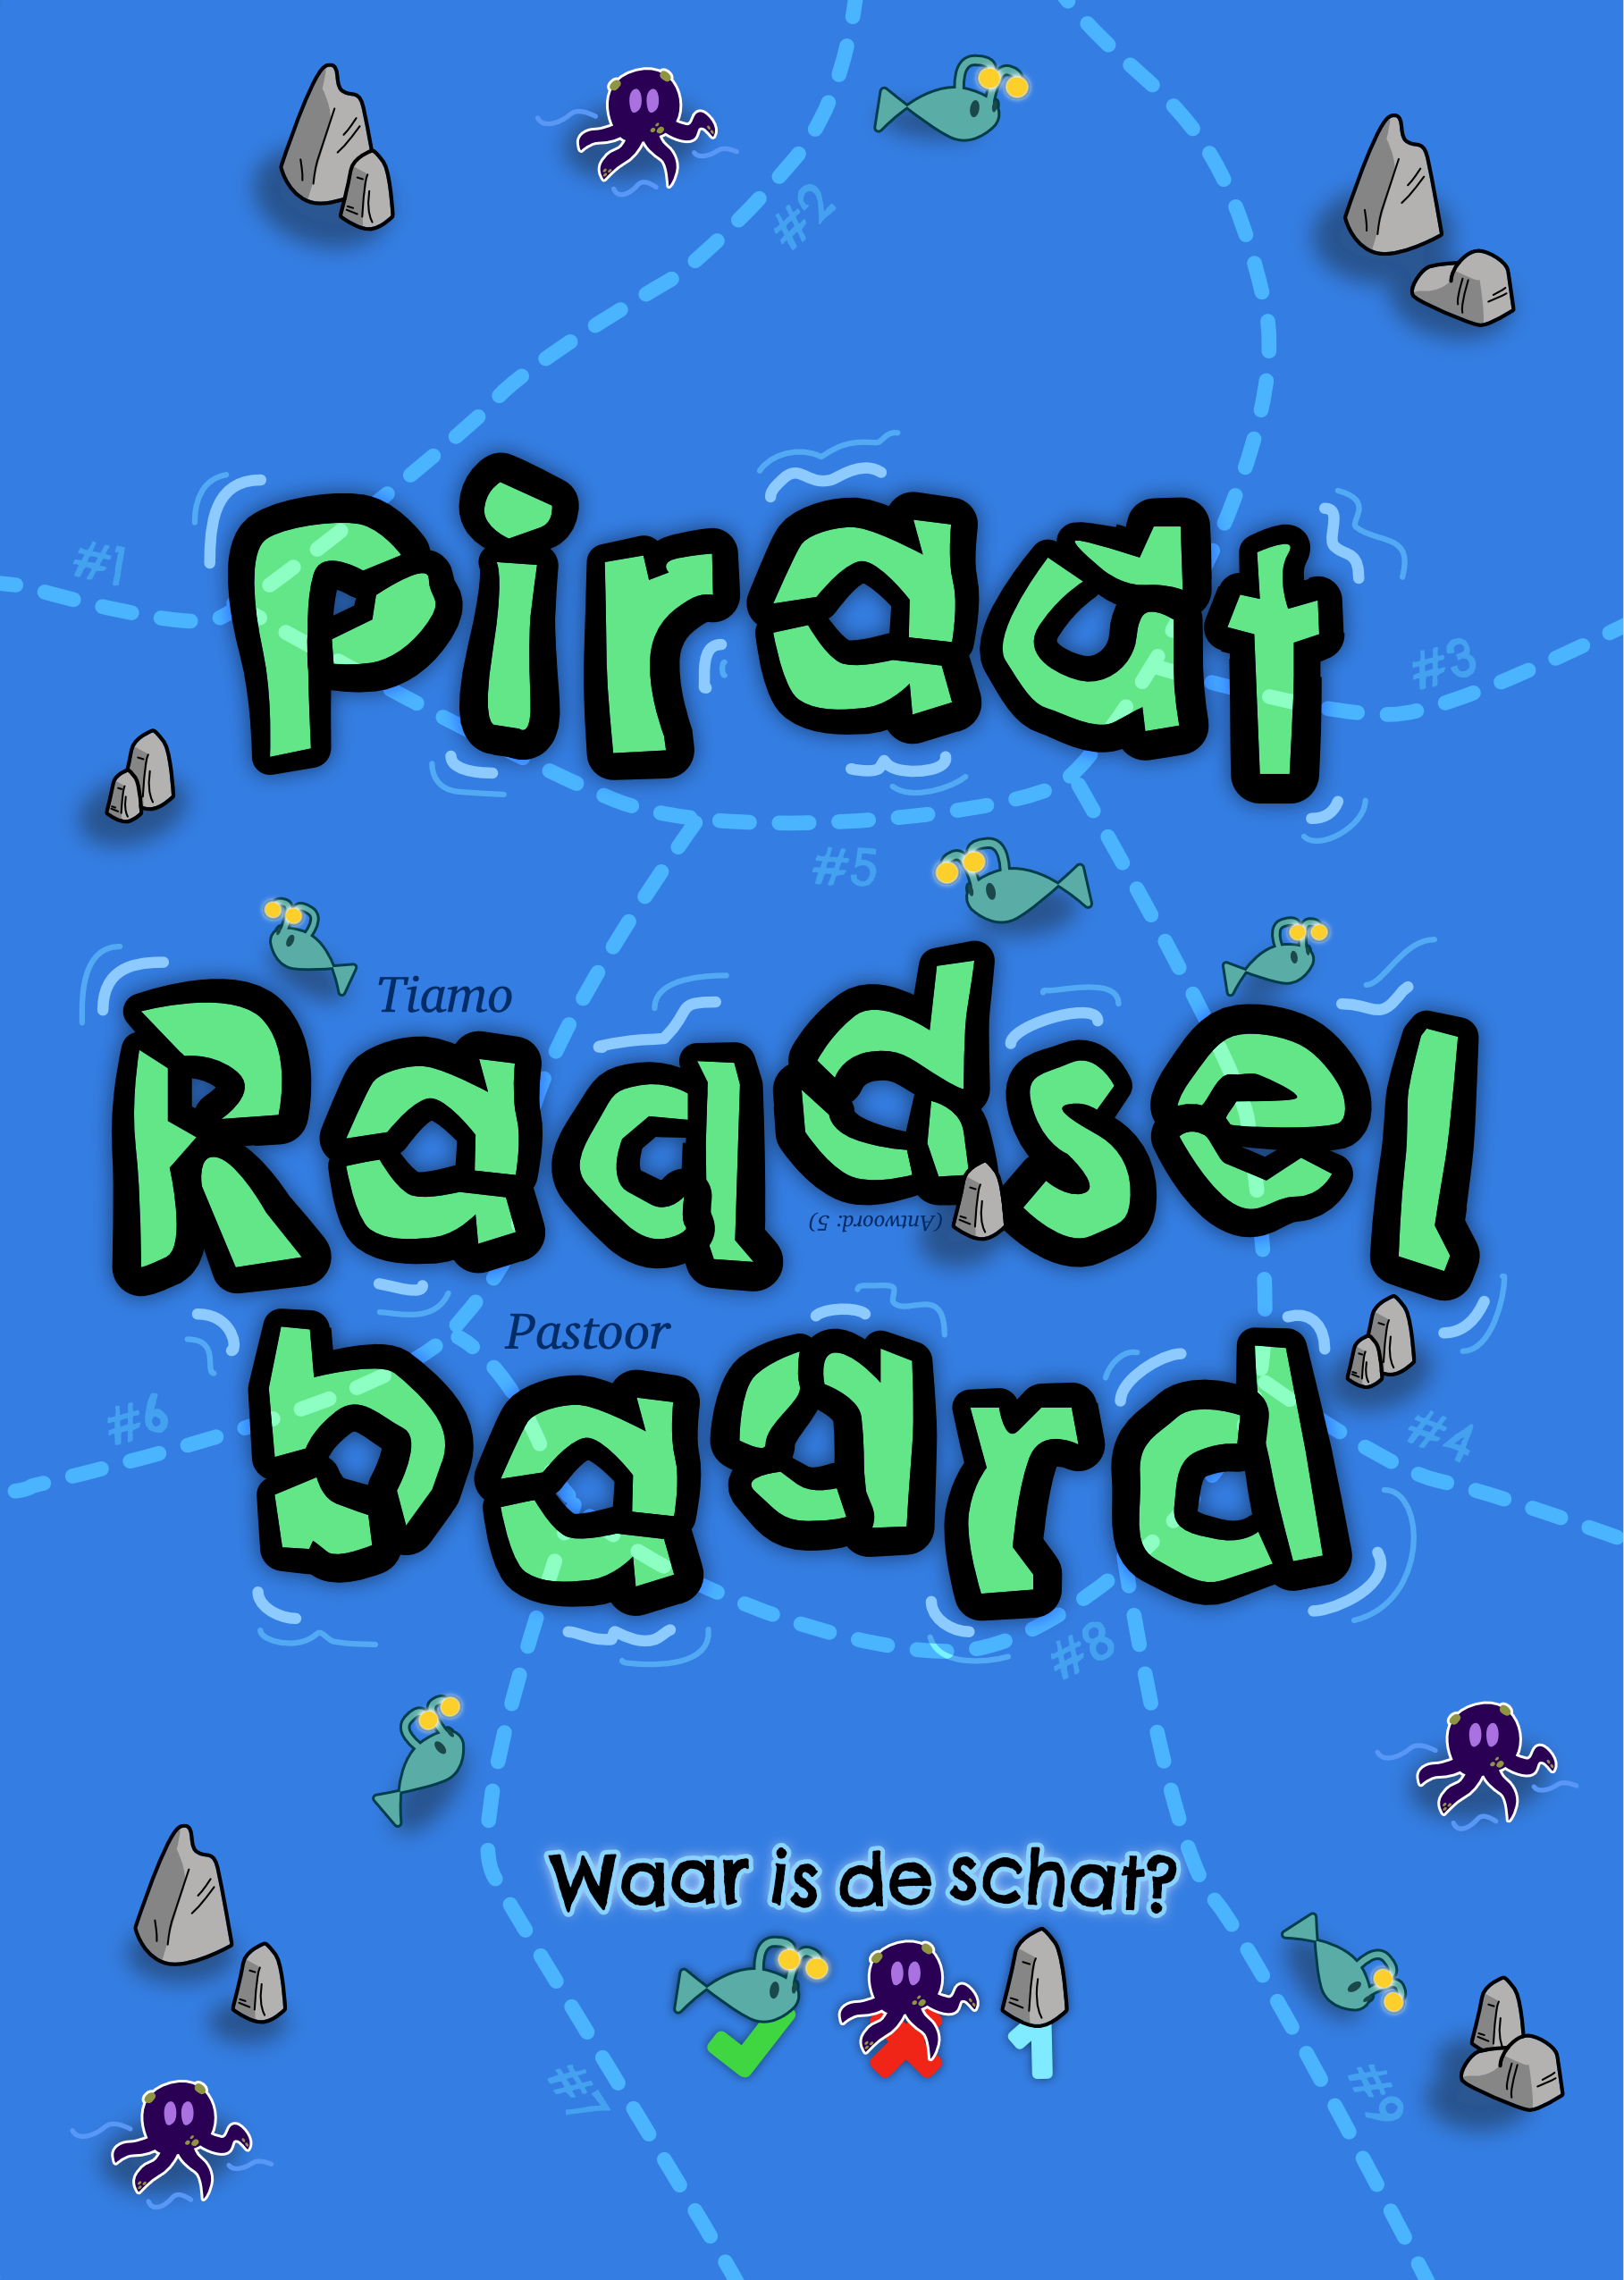 #2
Piraat
#1
#3
#5
Tiamo
Raadsel
(Antwoord: 5)
Pastoor
baard
#6
#4
#8
Waar is de schat?
1
#7
#9